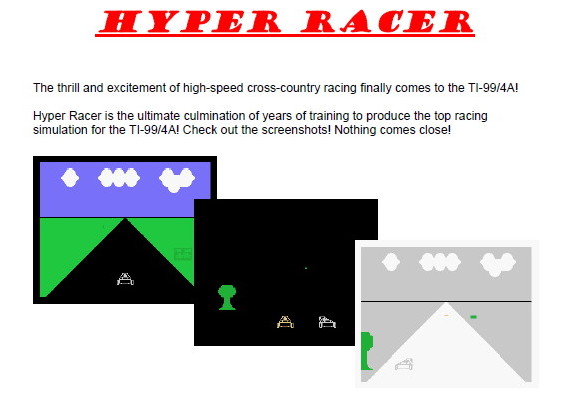 HYPER RACER
The thrill and excitement of high-speed cross-country racing finally comes to the TI-99/4A!
Hyper Racer is the ultimate culmination of years of training to produce the top racing
simulation for the TI-99/4A! Check out the screenshots! Nothing comes close!